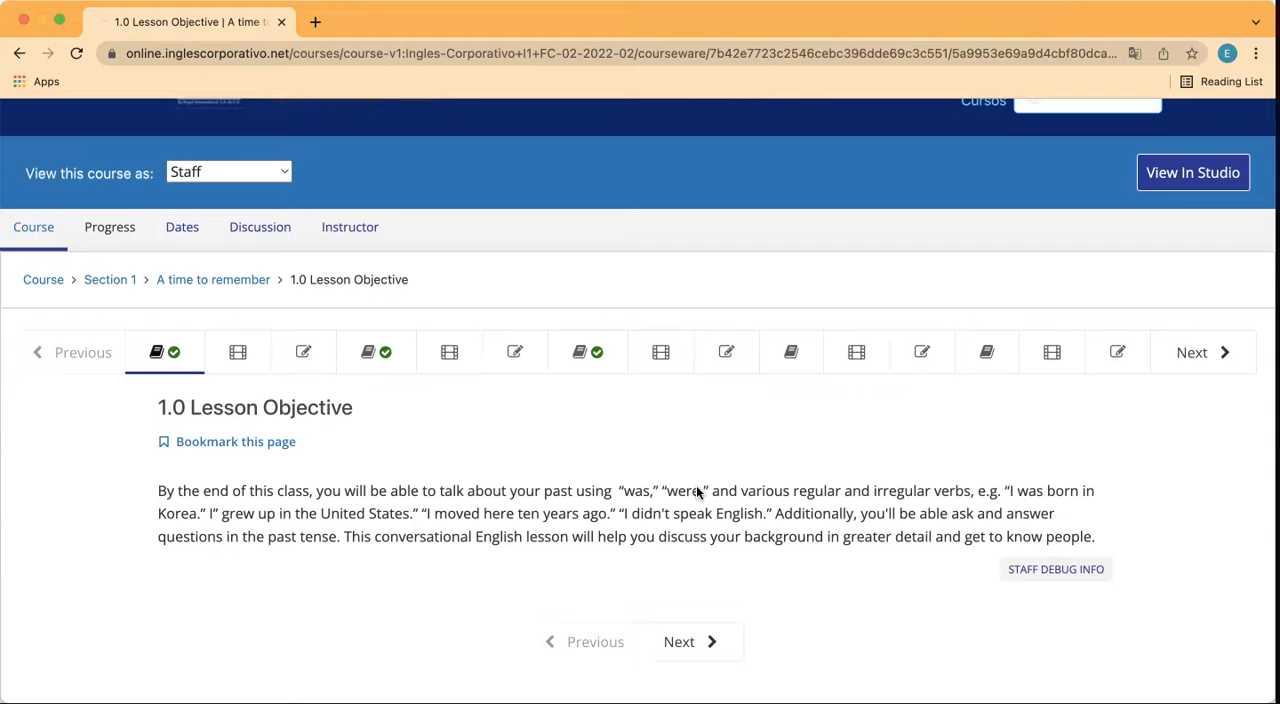 1.0 Lesson Objective | A time to
online.inglescorporativo.net/courses/course-v1:Ingles-Corporativo+I1+FC-02-2022-02/courseware/7b42e7723c2546cebc396dde69c3c551/5a9953e69a9d4cbf80dca...
E
Apps
Reading List
Cursos
View this course as:
Staff
View In Studio
Course
Progress
Dates
Discussion
Instructor
Course > Section 1 > A time to remember > 1.0 Lesson Objective
Previous
Next
1.0 Lesson Objective
Bookmark this page
By the end of this class, you will be able to talk about your past using “was,” “were,” and various regular and irregular verbs, e.g. “I was born in
Korea.” I” grew up in the United States.” “I moved here ten years ago.” “I didn't speak English.” Additionally, you'll be able ask and answer
questions in the past tense. This conversational English lesson will help you discuss your background in greater detail and get to know people.
STAFF DEBUG INFO
Previous
Next